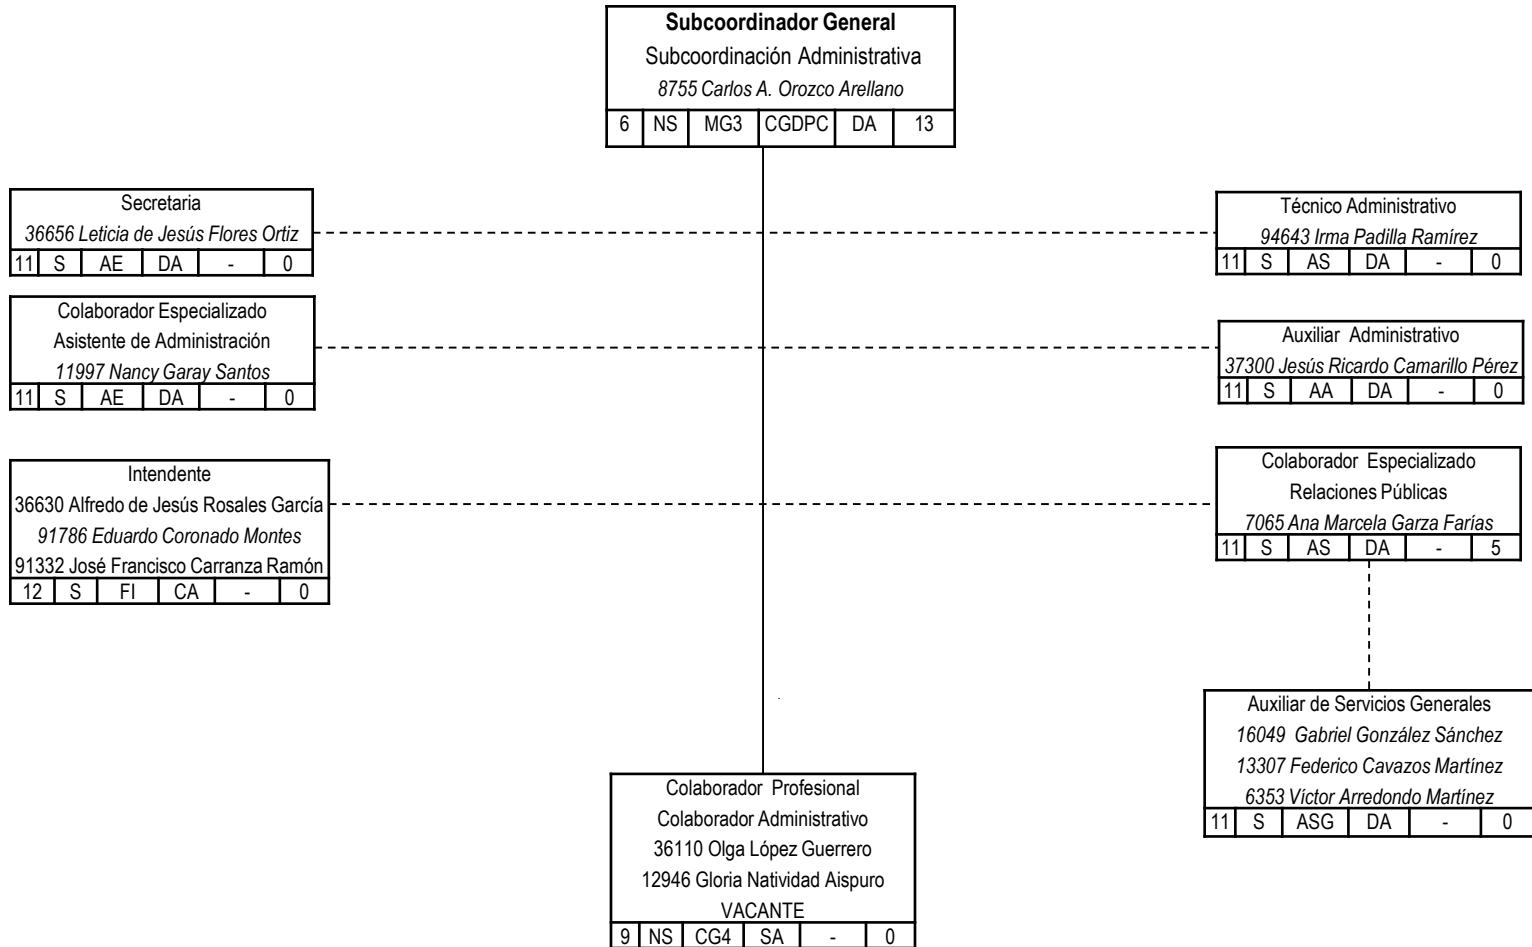 Subcoordinador General
Subcoordinación Administrativa
8755 Carlos A. Orozco Arellano
6 NS MG3 CGDPC DA 13
Secretaria
36656 Leticia de Jesús Flores Ortiz
11 S AE DA - 0
Técnico Administrativo
94643 Irma Padilla Ramírez
11 S AS DA - 0
Colaborador Especializado
Asistente de Administración
11997 Nancy Garay Santos
11 S AE DA - 0
Auxiliar Administrativo
37300 Jesús Ricardo Camarillo Pérez
11 S AA DA - 0
Intendente
36630 Alfredo de Jesús Rosales García
91786 Eduardo Coronado Montes
91332 José Francisco Carranza Ramón
12 S FI CA - 0
Colaborador Especializado
Relaciones Públicas
7065 Ana Marcela Garza Farías
11 S AS DA - 5
Auxiliar de Servicios Generales
16049 Gabriel González Sánchez
13307 Federico Cavazos Martínez
6353 Víctor Arredondo Martínez
11 S ASG DA - 0
Colaborador Profesional
Colaborador Administrativo
36110 Olga López Guerrero
12946 Gloria Natividad Aispuro
VACANTE
9 NS CG4 SA - 0